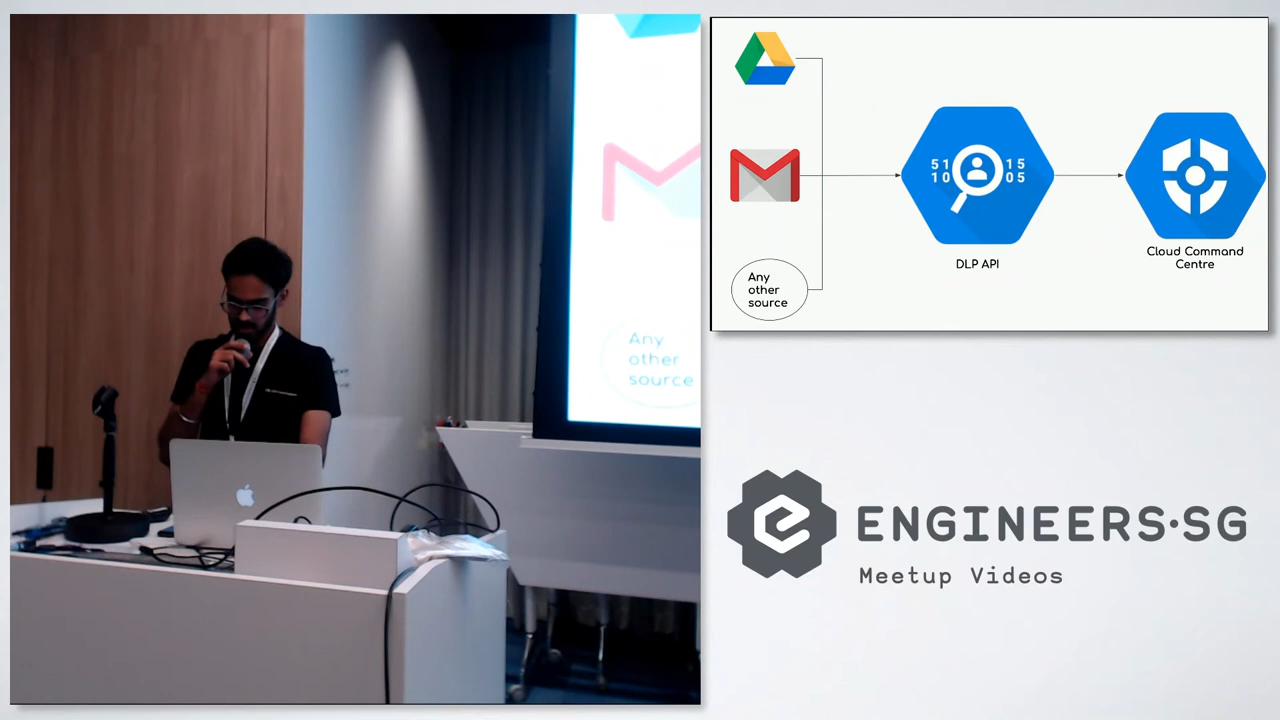 Any
other
source
51
10
15
05
Any
other
source
DLP API
Cloud Command
Centre
ENGINEERS·SG
Meetup Videos